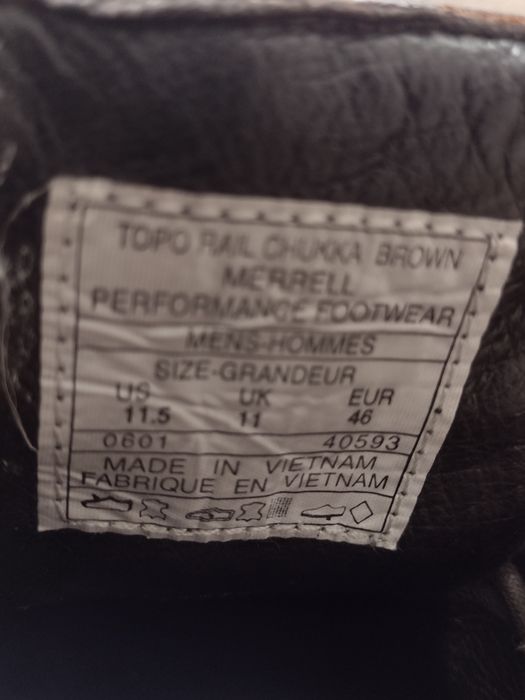 TOPO RAIL CHUKKA BROWN
MERRELL
PERFORMANCE FOOTWEAR
MENS-HOMMES
SIZE-GRANDEUR
US UK EUR
11.5 11 46
0601 40593
MADE IN VIETNAM
FABRIQUE EN VIETNAM